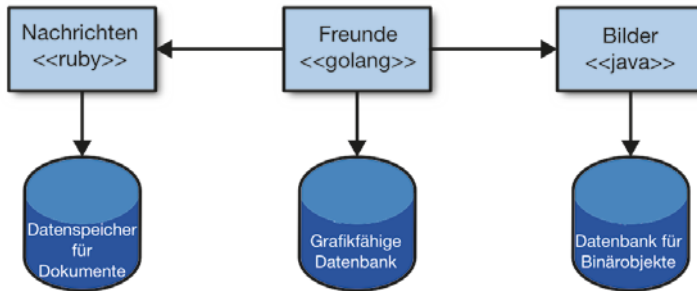 Nachrichten
<<ruby>>
Freunde
<<golang>>
Bilder
<<java>>
Datenspeicher
für
Dokumente
Grafikfähige
Datenbank
Datenbank für
Binärobjekte